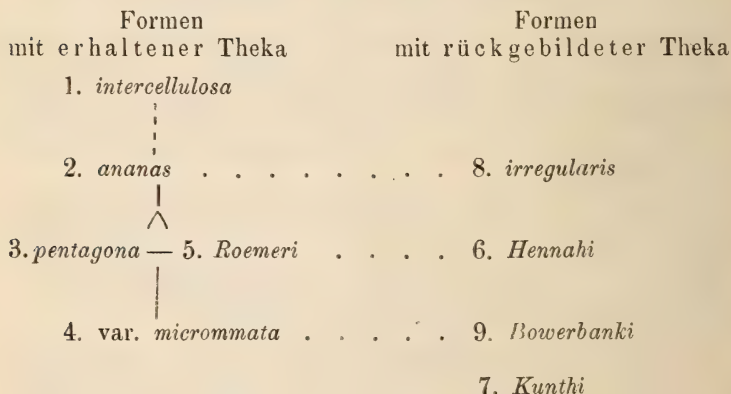 Formen Formen
mit erhaltener Theka mit rückgebildeter Theka
1. intercellulosa
2. ananas . . . . . . . . 8. irregularis
3. pentagona — 5. Roemeri . . . . 6. Hennahi
4. var. micrommata . . . . . 9. Bowerbanki
7. Kunthi